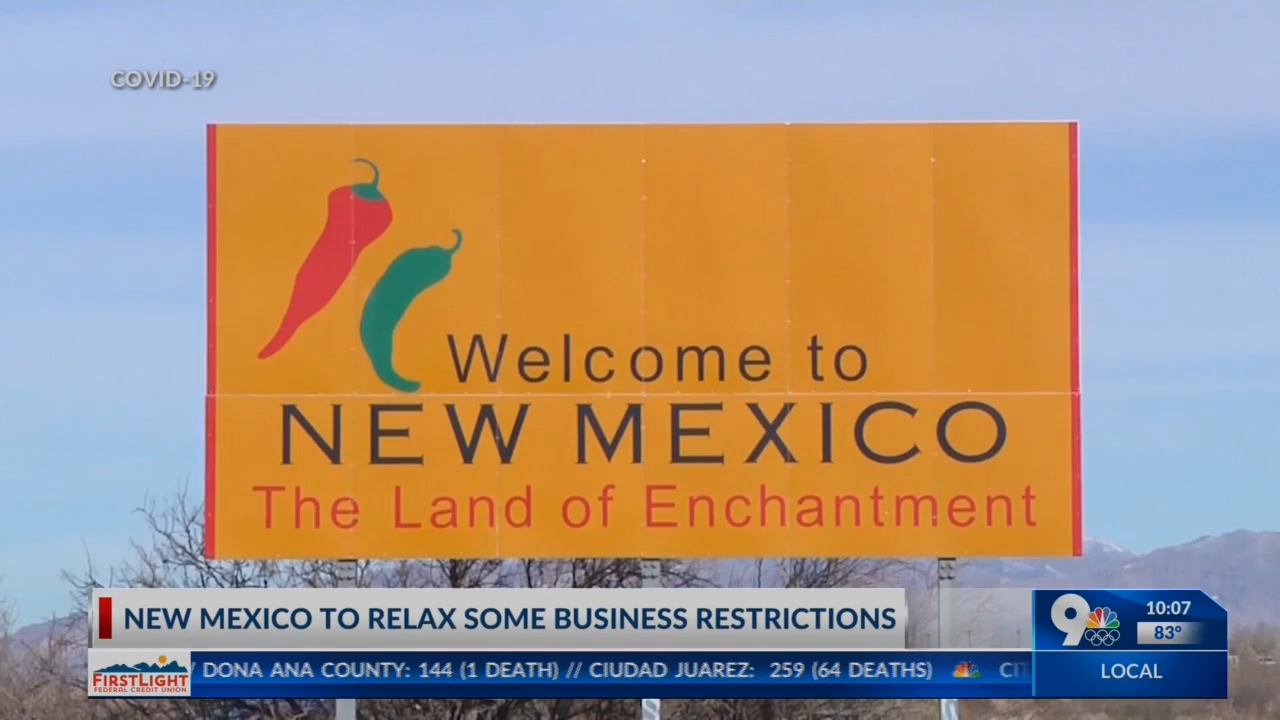 COVID-19
Welcome to
NEW MEXICO
The Land of Enchantment
NEW MEXICO TO RELAX SOME BUSINESS RESTRICTIONS
9
10:07
83°
FIRSTLIGHT
FEDERAL CREDIT UNION
/ DONA ANA COUNTY: 144 (1 DEATH) // CIUDAD JUAREZ: 259 (64 DEATHS)
LOCAL